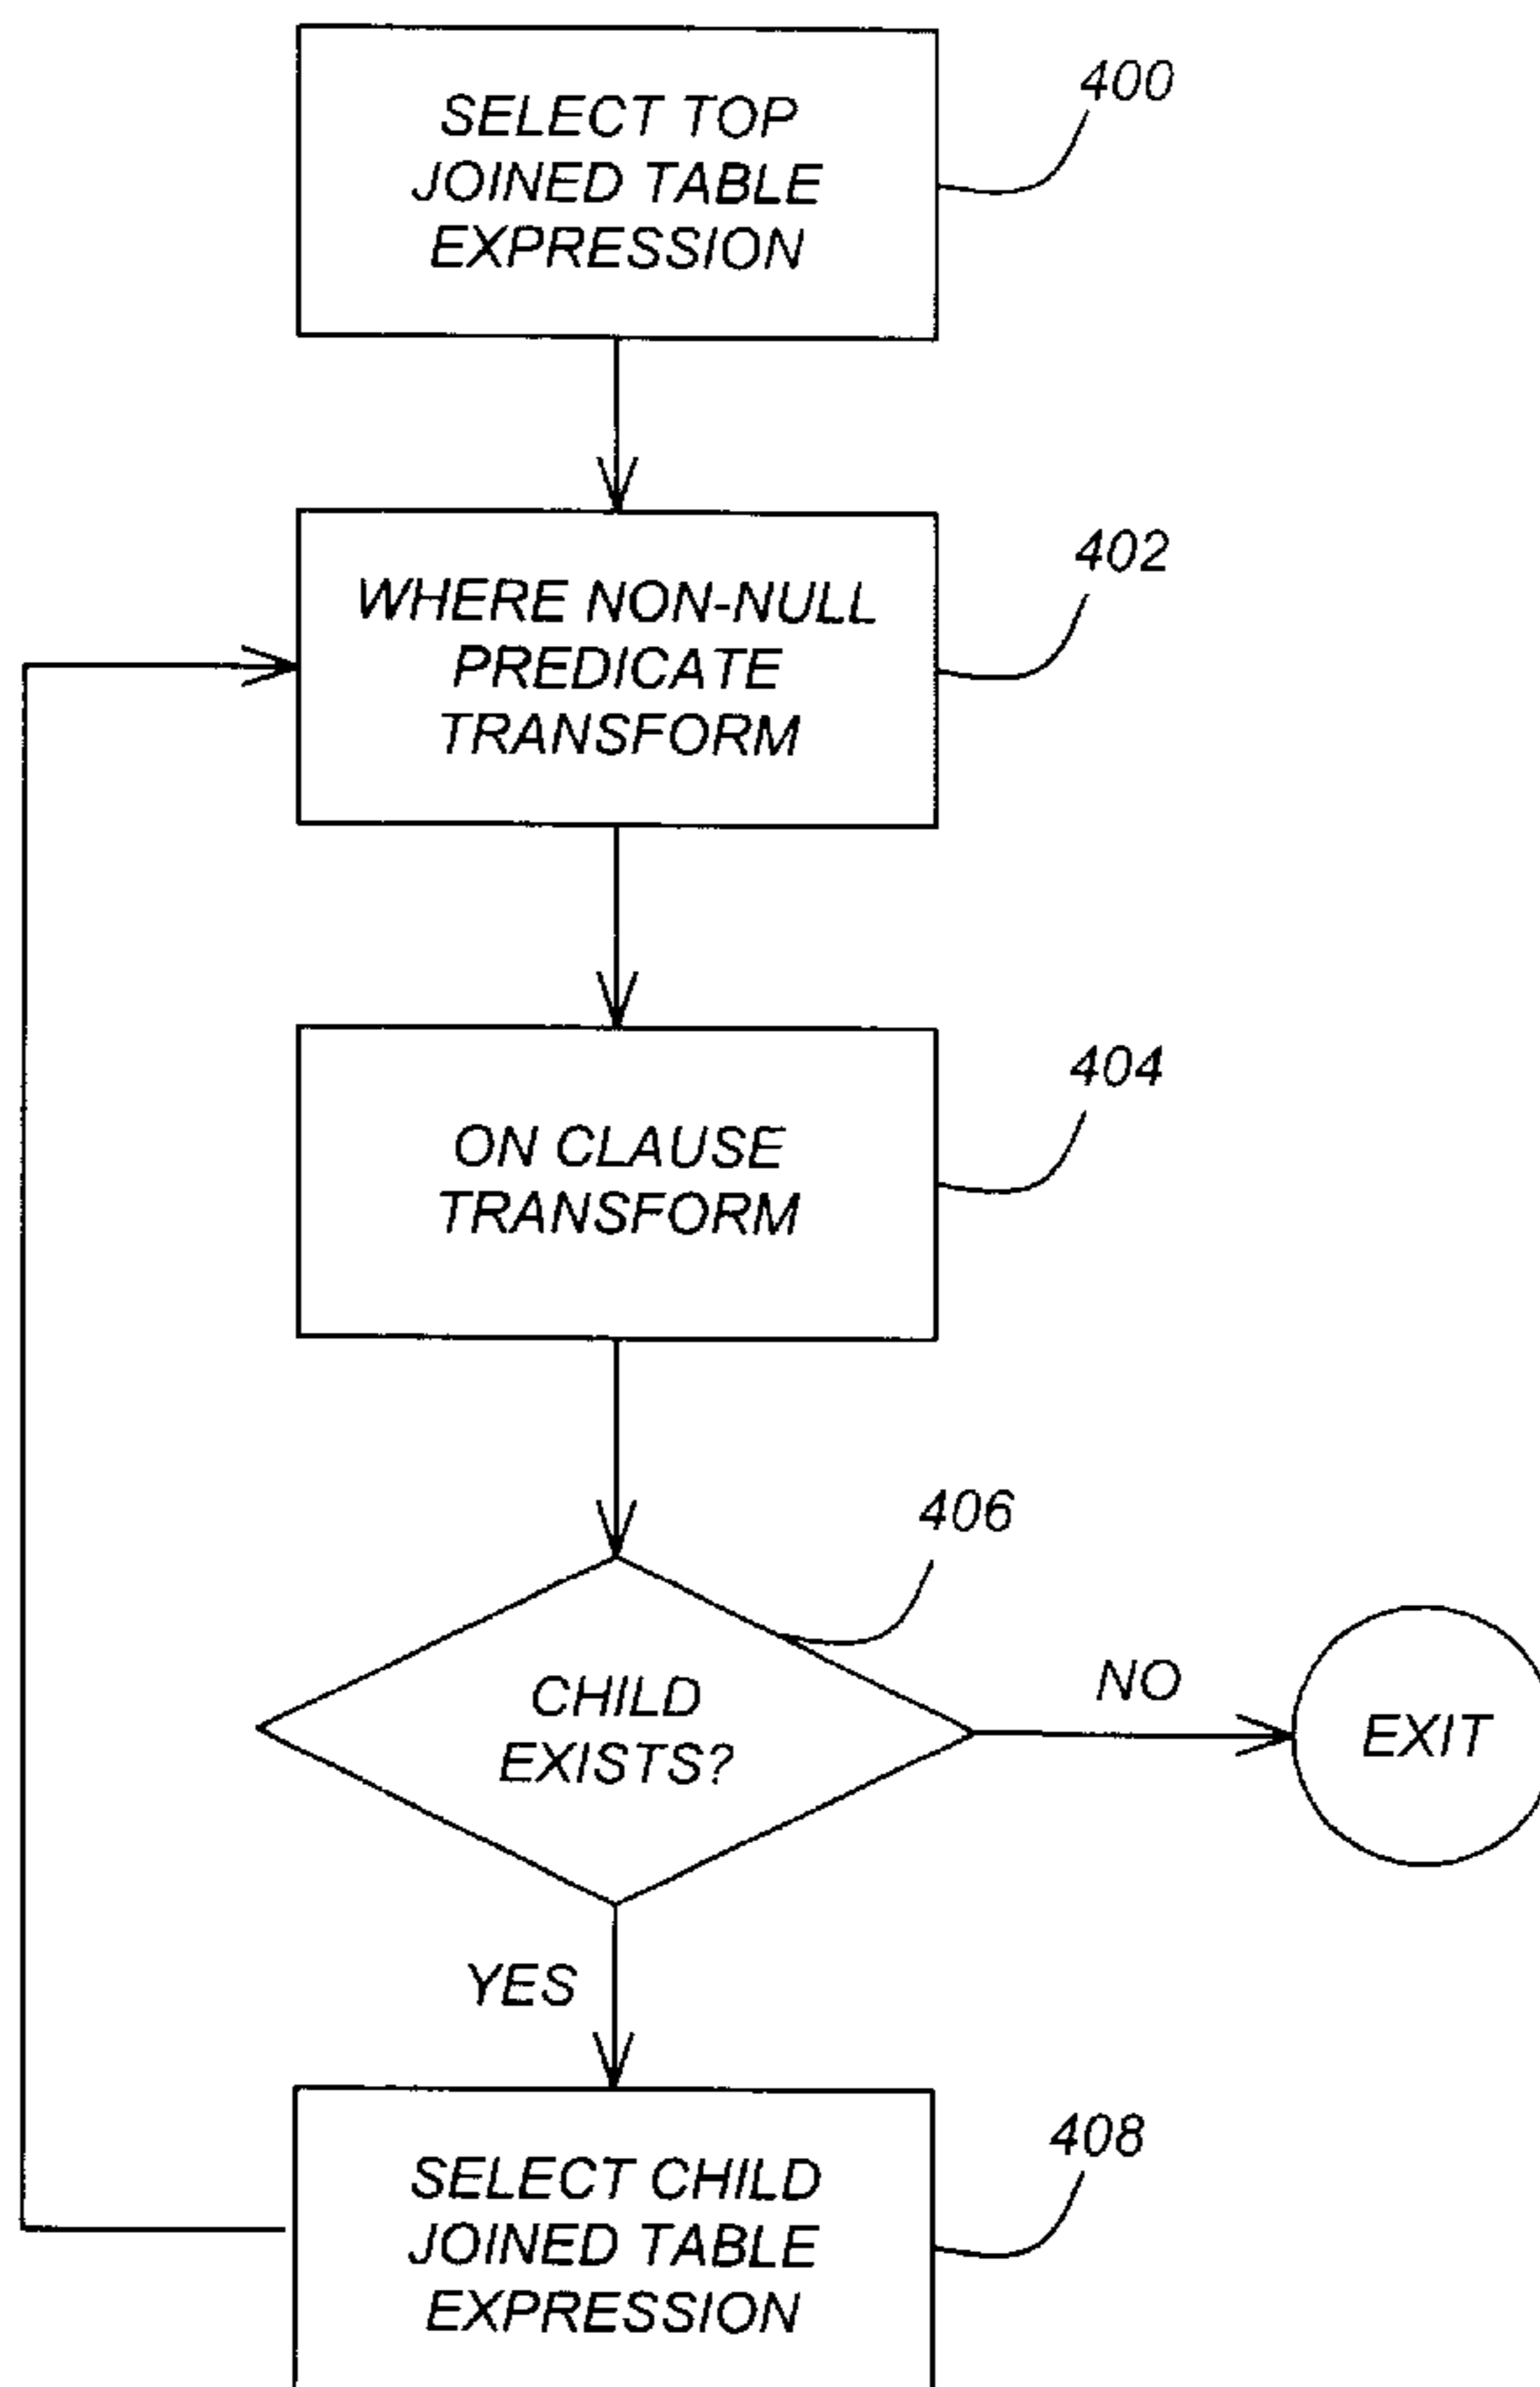 SELECT TOP
JOINED TABLE
EXPRESSION
400
WHERE NON-NULL
PREDICATE
TRANSFORM
402
ON CLAUSE
TRANSFORM
404
406
CHILD
EXISTS?
NO
EXIT
YES
SELECT CHILD
JOINED TABLE
EXPRESSION
408